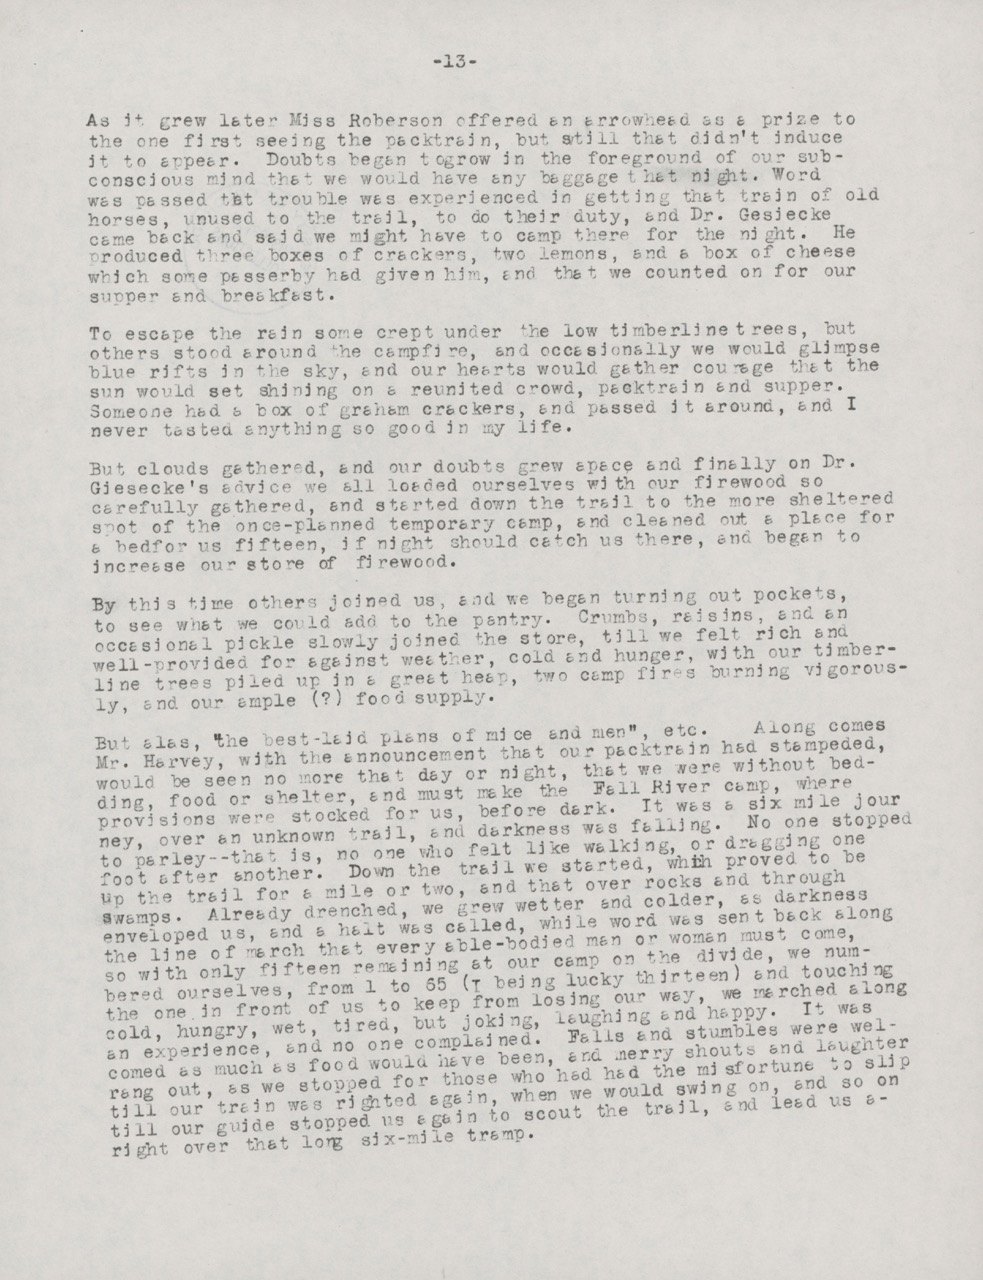 -13-
As it grew later Miss Roberson offered an arrowhead as a prize to
the one first seeing the packtrain, but still that didn't induce
it to appear. Doubts began togrow in the foreground of our sub-
conscious mind that we would have any baggage that night. Word
was passed tht trouble was experienced in getting that train of old
horses, unused to the trail, to do their duty, and Dr. Gesiecke
came back and said we might have to camp there for the night. He
produced three boxes of crackers, two lemons, and a box of cheese
which some passerby had given him, and that we counted on for our
supper and breakfast.
To escape the rain some crept under the low timberline trees, but
others stood around the campfire, and occasionally we would glimpse
blue rifts in the sky, and our hearts would gather courage that the
sun would set shining on a reunited crowd, packtrain and supper.
Someone had a box of graham crackers, and passed it around, and I
never tasted anything so good in my life.
But clouds gathered, and our doubts grew apace and finally on Dr.
Giesecke's advice we all loaded ourselves with our firewood so
carefully gathered, and started down the trail to the more sheltered
spot of the once-planned temporary camp, and cleaned out a place for
a bedfor us fifteen, if night should catch us there, and began to
increase our store of firewood.
By this time others joined us, and we began turning out pockets,
to see what we could add to the pantry. Crumbs, raisins, and an
occasional pickle slowly joined the store, till we felt rich and
well-provided for against weather, cold and hunger, with our timber-
line trees piled up in a great heap, two camp fires burning vigorous-
ly, and our ample (?) food supply.
But alas, "the best-laid plans of mice and men", etc. Along comes
Mr. Harvey, with the announcement that our packtrain had stampeded,
would be seen no more that day or night, that we were without bed-
ding, food or shelter, and must make the Fall River camp, where
provisions were stocked for us, before dark. It was a six mile jour
ney, over an unknown trail, and darkness was falling. No one stopped
to parley--that is, no one who felt like walking, or dragging one
foot after another. Down the trail we started, whih proved to be
up the trail for a mile or two, and that over rocks and through
swamps. Already drenched, we grew wetter and colder, as darkness
enveloped us, and a halt was called, while word was sent back along
the line of march that every able-bodied man or woman must come,
so with only fifteen remaining at our camp on the divide, we num-
bered ourselves, from 1 to 65 (I being lucky thirteen) and touching
the one in front of us to keep from losing our way, we marched along
cold, hungry, wet, tired, but joking, laughing and happy. It was
an experience, and no one complained. Falls and stumbles were wel-
comed as much as food would have been, and merry shouts and laughter
rang out, as we stopped for those who had had the misfortune to slip
till our train was righted again, when we would swing on, and so on
till our guide stopped us again to scout the trail, and lead us a-
right over that long six-mile tramp.